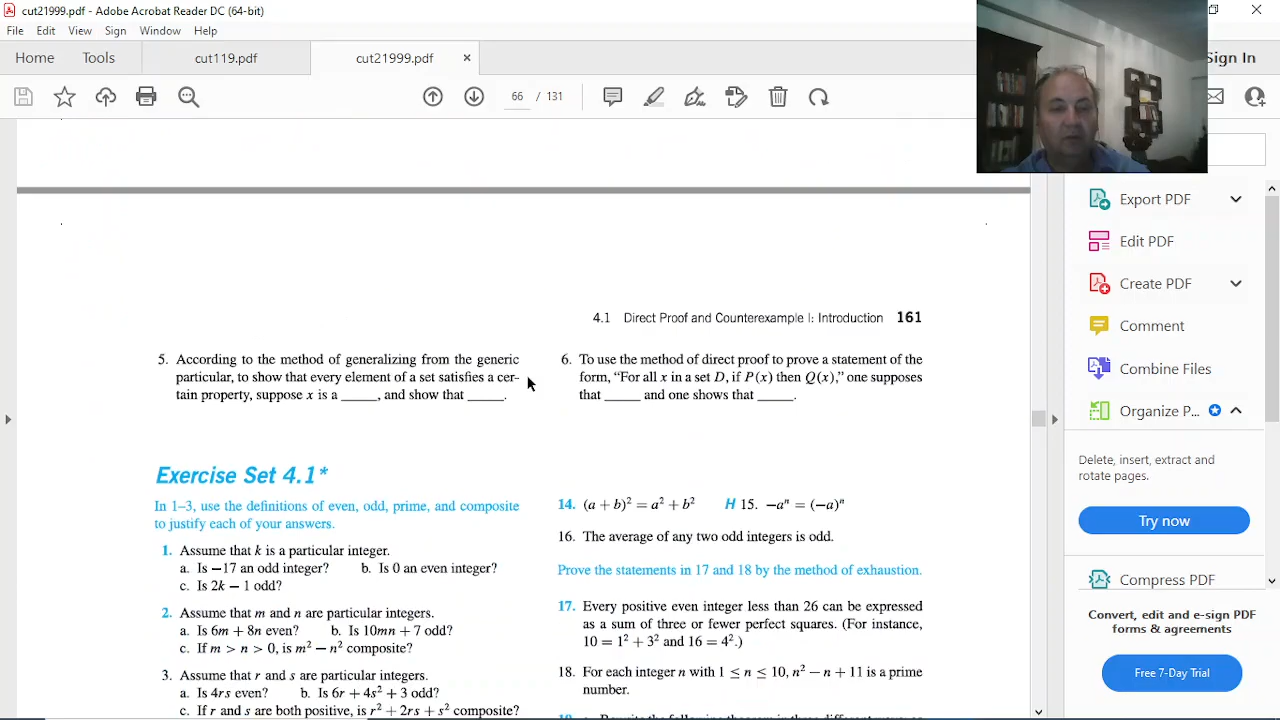 cut21999.pdf - Adobe Acrobat Reader DC (64-bit)
File Edit View Sign Window Help
Home Tools cut119.pdf cut21999.pdf × Sign In
66 / 131
Export PDF
Edit PDF
Create PDF
Comment
Combine Files
Organize P...
Delete, insert, extract and
rotate pages.
Try now
Compress PDF
Convert, edit and e-sign PDF
forms & agreements
Free 7-Day Trial
4.1 Direct Proof and Counterexample I: Introduction 161
5. According to the method of generalizing from the generic
particular, to show that every element of a set satisfies a cer-
tain property, suppose x is a _____, and show that _____.
6. To use the method of direct proof to prove a statement of the
form, “For all x in a set D, if P(x) then Q(x),” one supposes
that _____ and one shows that _____.
Exercise Set 4.1*
In 1–3, use the definitions of even, odd, prime, and composite
to justify each of your answers.
1. Assume that k is a particular integer.
a. Is −17 an odd integer? b. Is 0 an even integer?
c. Is 2k − 1 odd?
2. Assume that m and n are particular integers.
a. Is 6m + 8n even? b. Is 10mn + 7 odd?
c. If m > n > 0, is m² − n² composite?
3. Assume that r and s are particular integers.
a. Is 4rs even? b. Is 6r + 4s² + 3 odd?
c. If r and s are both positive, is r² + 2rs + s² composite?
14. (a + b)² = a² + b² H 15. −aⁿ = (−a)ⁿ
16. The average of any two odd integers is odd.
Prove the statements in 17 and 18 by the method of exhaustion.
17. Every positive even integer less than 26 can be expressed
as a sum of three or fewer perfect squares. (For instance,
10 = 1² + 3² and 16 = 4².)
18. For each integer n with 1 ≤ n ≤ 10, n² − n + 11 is a prime
number.